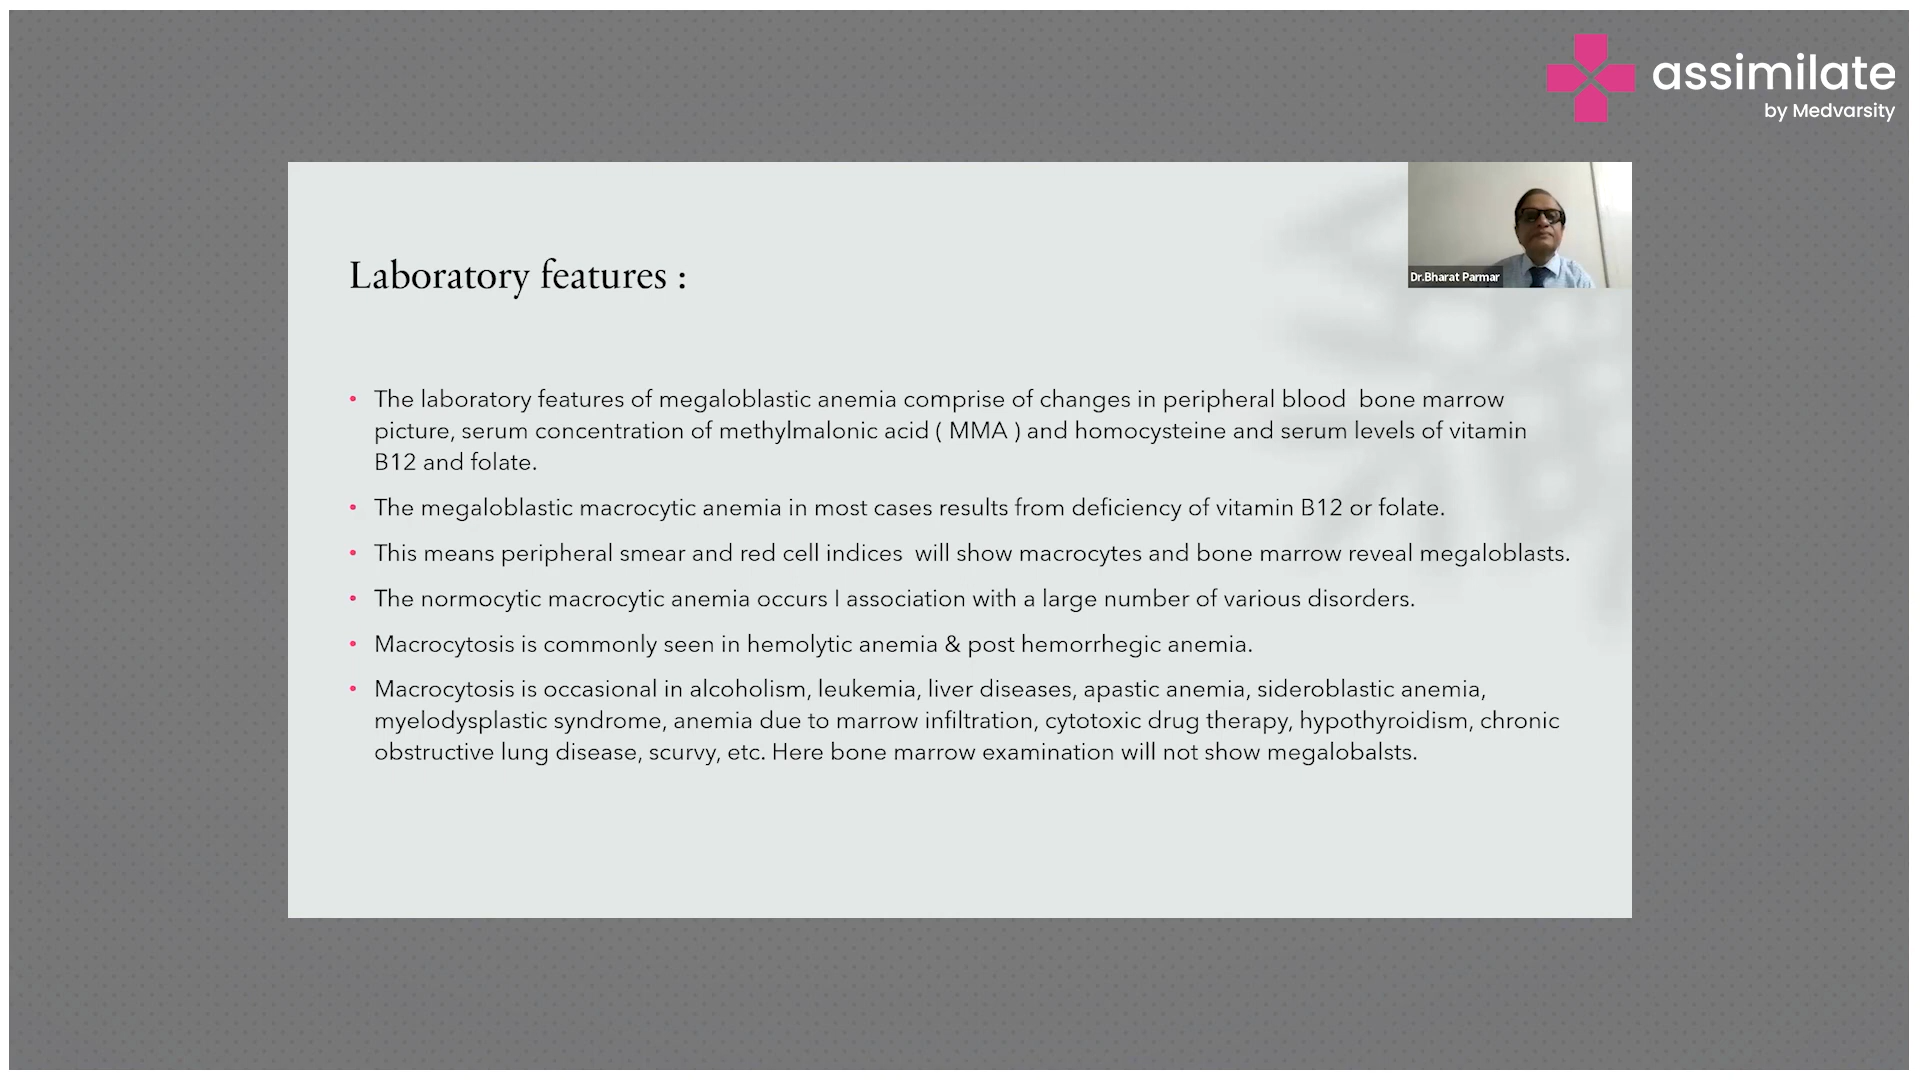 assimilate
by Medvarsity
Dr.Bharat Parmar
Laboratory features :
• The laboratory features of megaloblastic anemia comprise of changes in peripheral blood  bone marrow
picture, serum concentration of methylmalonic acid ( MMA ) and homocysteine and serum levels of vitamin
B12 and folate.
• The megaloblastic macrocytic anemia in most cases results from deficiency of vitamin B12 or folate.
• This means peripheral smear and red cell indices  will show macrocytes and bone marrow reveal megaloblasts.
• The normocytic macrocytic anemia occurs I association with a large number of various disorders.
• Macrocytosis is commonly seen in hemolytic anemia & post hemorrhegic anemia.
• Macrocytosis is occasional in alcoholism, leukemia, liver diseases, apastic anemia, sideroblastic anemia,
myelodysplastic syndrome, anemia due to marrow infiltration, cytotoxic drug therapy, hypothyroidism, chronic
obstructive lung disease, scurvy, etc. Here bone marrow examination will not show megalobalsts.